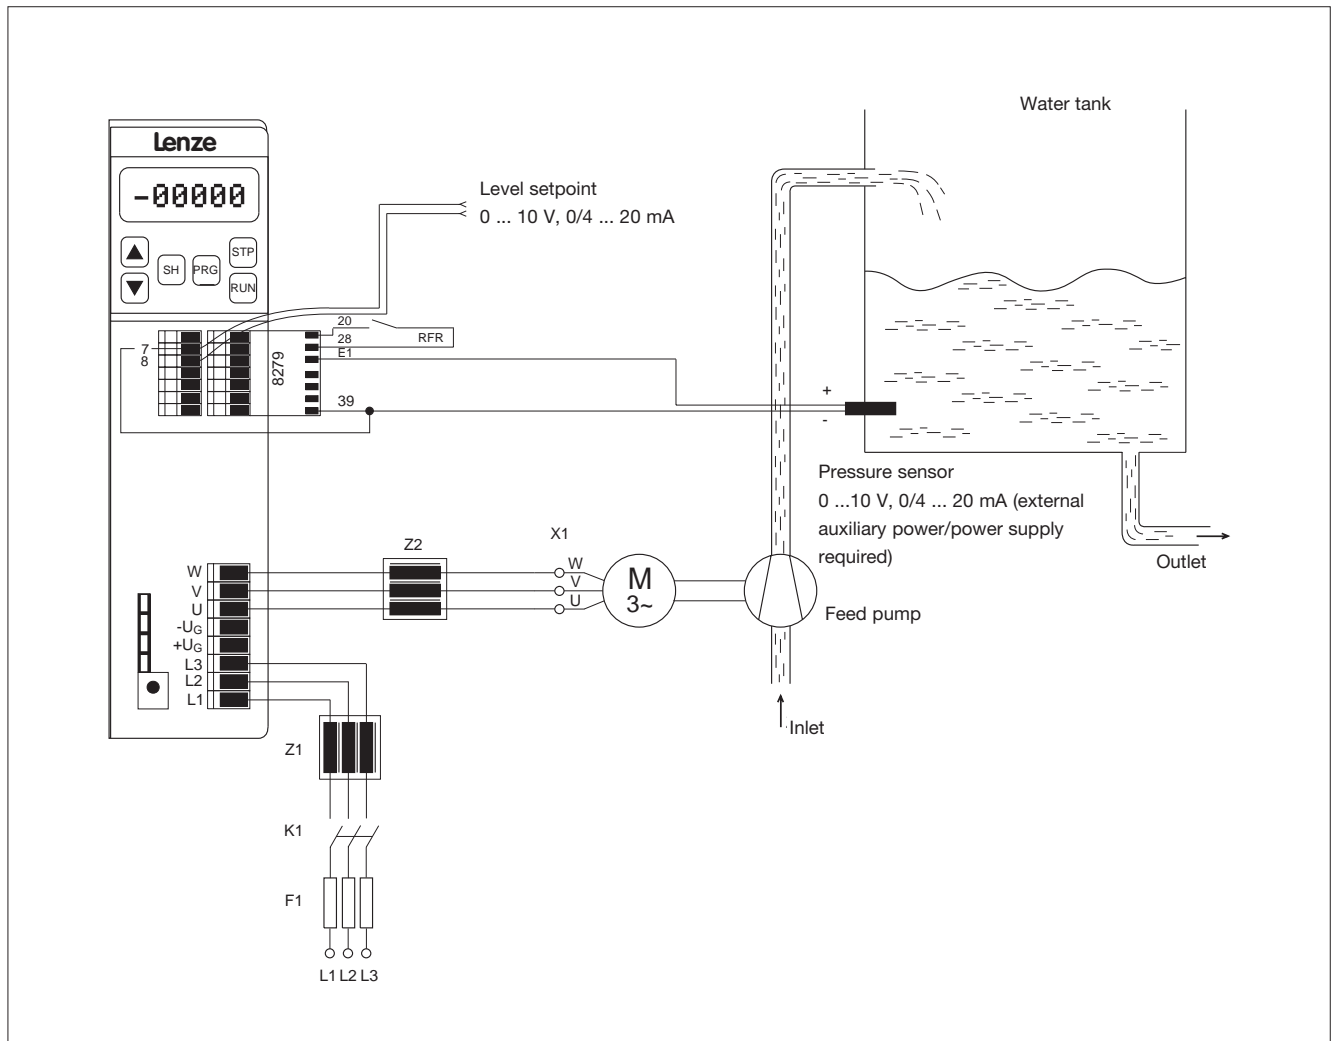 Water tank
Lenze
-00000
STP
SH
PRG
RUN
Level setpoint
0 ... 10 V, 0/4 ... 20 mA
7
8
8279
20
28
E1
RFR
39
+
-
Pressure sensor
0 ...10 V, 0/4 ... 20 mA (external
auxiliary power/power supply
required)
Outlet
Z2
X1
W
V
U
-UG
+UG
L3
L2
L1
W
V
U
M
3~
Feed pump
Inlet
Z1
K1
F1
L1 L2 L3